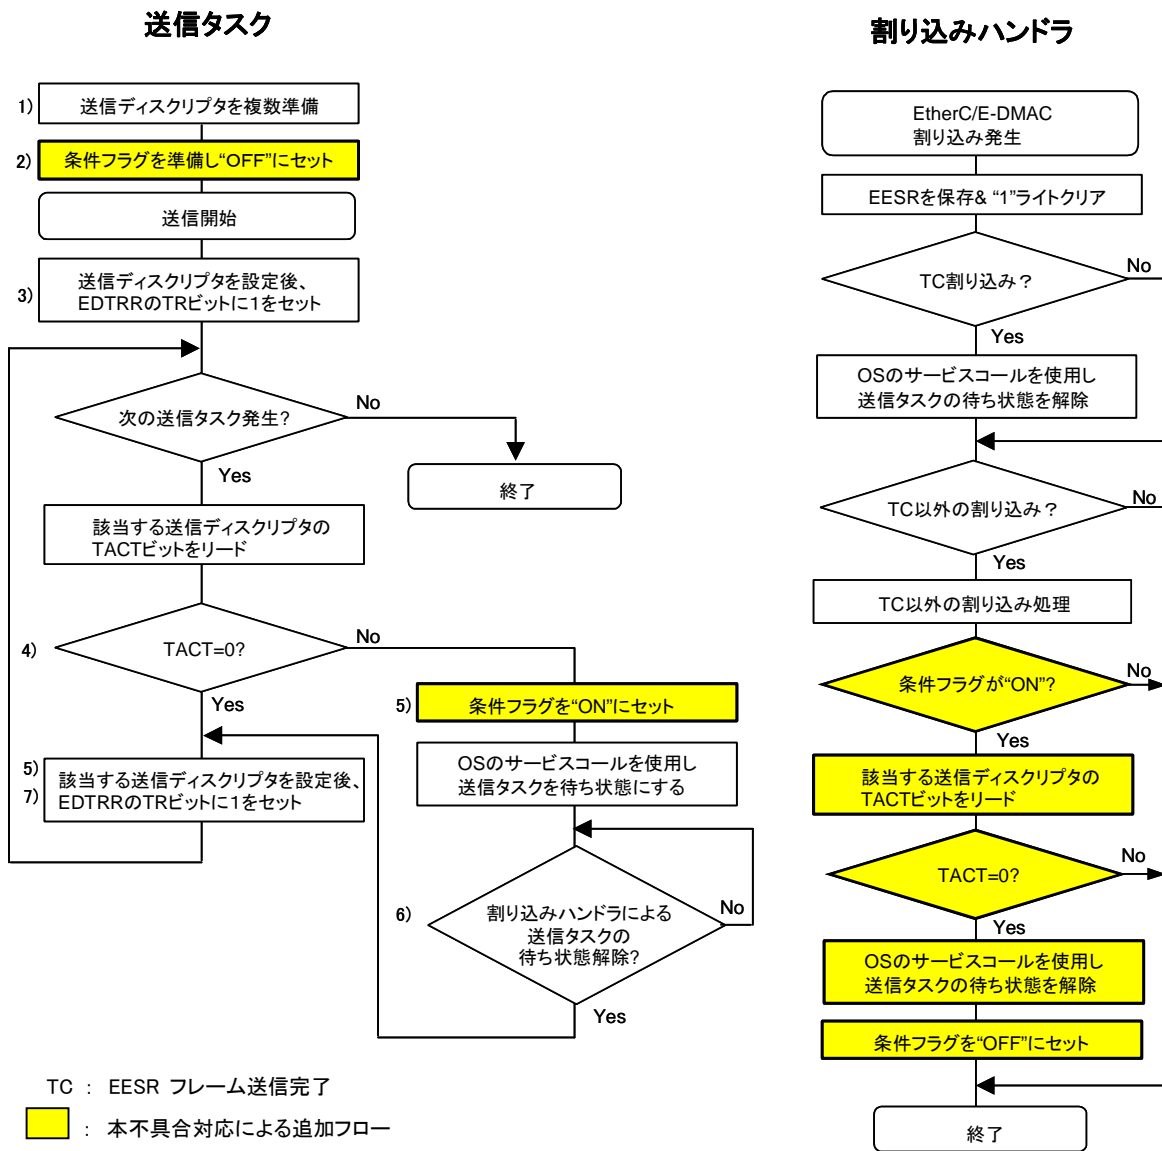 送信タスク
1)
送信ディスクリプタを複数準備
2)
条件フラグを準備し“OFF”にセット
送信開始
3)
送信ディスクリプタを設定後、
EDTRRのTRビットに1をセット
次の送信タスク発生?
No
終了
Yes
該当する送信ディスクリプタの
TACTビットをリード
4)
TACT=0?
No
Yes
5)
条件フラグを“ON”にセット
OSのサービスコールを使用し
送信タスクを待ち状態にする
5)
7)
該当する送信ディスクリプタを設定後、
EDTRRのTRビットに1をセット
6)
割り込みハンドラによる
送信タスクの
待ち状態解除?
No
Yes
TC : EESR フレーム送信完了
: 本不具合対応による追加フロー
割り込みハンドラ
EtherC/E-DMAC
割り込み発生
EESRを保存& “1”ライトクリア
TC割り込み?
No
Yes
OSのサービスコールを使用し
送信タスクの待ち状態を解除
TC以外の割り込み?
No
Yes
TC以外の割り込み処理
条件フラグが“ON”?
No
Yes
該当する送信ディスクリプタの
TACTビットをリード
TACT=0?
No
Yes
OSのサービスコールを使用し
送信タスクの待ち状態を解除
条件フラグを“OFF”にセット
終了